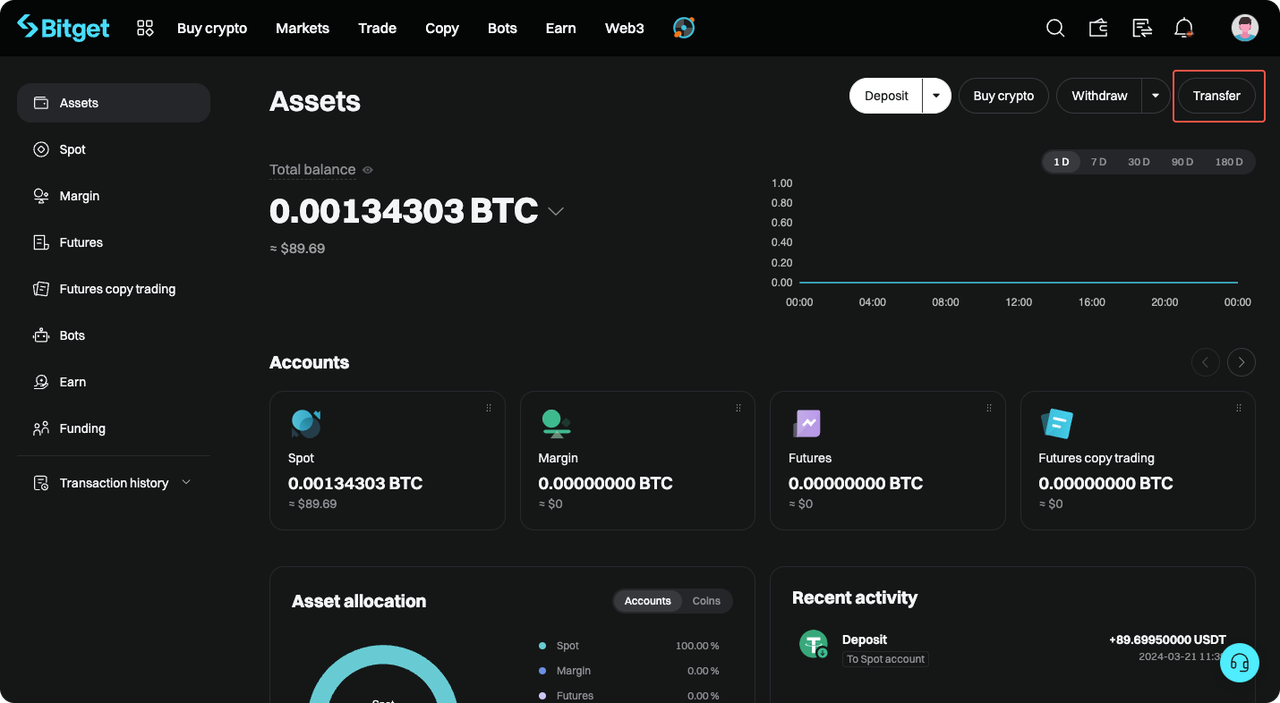 Bitget Buy crypto Markets Trade Copy Bots Earn Web3
Assets
Spot
Margin
Futures
Futures copy trading
Bots
Earn
Funding
Transaction history
Assets
Deposit Buy crypto Withdraw Transfer
Total balance
0.00134303 BTC
≈ $89.69
1 D 7 D 30 D 90 D 180 D
1.00
0.80
0.60
0.40
0.20
0.00
00:00 04:00 08:00 12:00 16:00 20:00 00:00
Accounts
Spot
0.00134303 BTC
≈ $89.69
Margin
0.00000000 BTC
≈ $0
Futures
0.00000000 BTC
≈ $0
Futures copy trading
0.00000000 BTC
≈ $0
Asset allocation
Accounts Coins
Spot 100.00 %
Margin 0.00 %
Futures 0.00 %
Recent activity
Deposit +89.69950000 USDT
To Spot account 2024-03-21